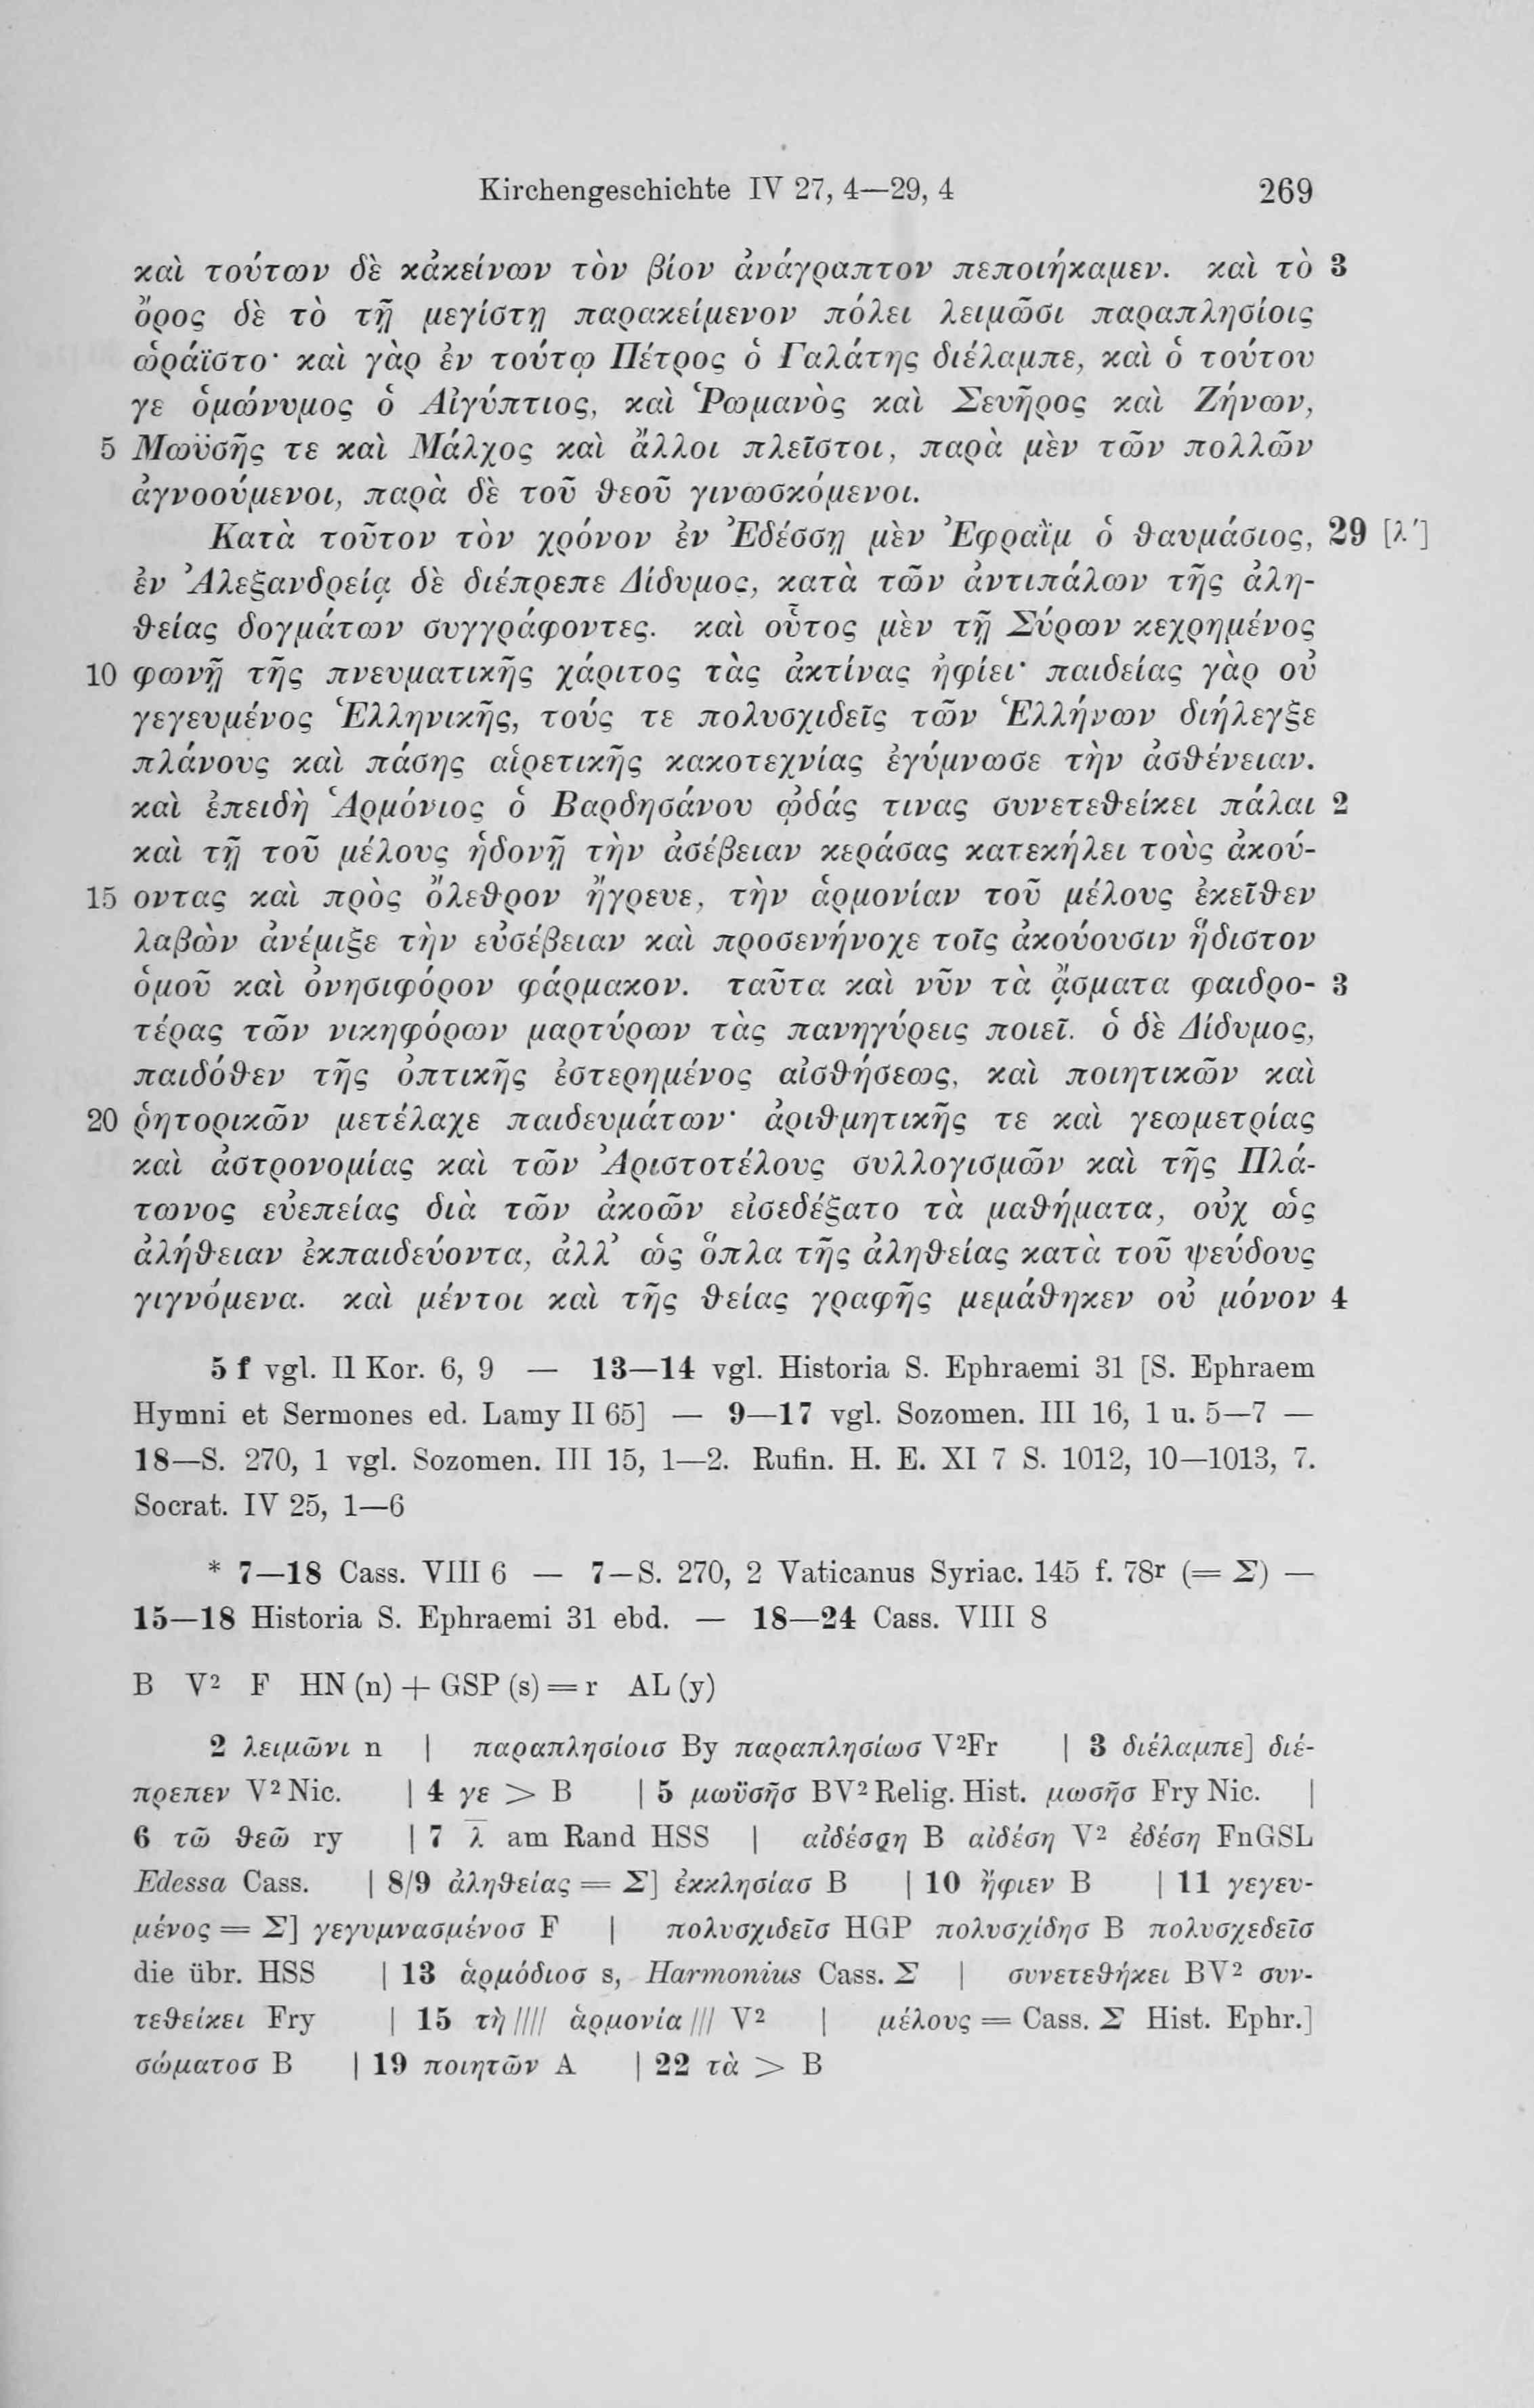 Kirchengeschichte IV 27, 4—29, 4 269
καὶ τούτων δὲ κἀκείνων τὸν βίον ἀνάγραπτον πεποιήκαμεν. καὶ τὸ 3
ὄρος δὲ τὸ τῇ μεγίστῃ παρακείμενον πόλει λειμῶσι παραπλησίοις
ὡράϊστο· καὶ γὰρ ἐν τούτῳ Πέτρος ὁ Γαλάτης διέλαμπε, καὶ ὁ τούτου
γε ὁμώνυμος ὁ Αἰγύπτιος, καὶ Ῥωμανὸς καὶ Σευῆρος καὶ Ζήνων,
5 Μωϋσῆς τε καὶ Μάλχος καὶ ἄλλοι πλεῖστοι, παρὰ μὲν τῶν πολλῶν
ἀγνοούμενοι, παρὰ δὲ τοῦ θεοῦ γινωσκόμενοι.
Κατὰ τοῦτον τὸν χρόνον ἐν Ἐδέσσῃ μὲν Ἐφραῒμ ὁ θαυμάσιος, 29 [λʹ]
ἐν Ἀλεξανδρείᾳ δὲ διέπρεπε Δίδυμος, κατὰ τῶν ἀντιπάλων τῆς ἀλη-
θείας δογμάτων συγγράφοντες. καὶ οὗτος μὲν τῇ Σύρων κεχρημένος
10 φωνῇ τῆς πνευματικῆς χάριτος τὰς ἀκτίνας ἠφίει· παιδείας γὰρ οὐ
γεγευμένος Ἑλληνικῆς, τούς τε πολυσχιδεῖς τῶν Ἑλλήνων διήλεγξε
πλάνους καὶ πάσης αἱρετικῆς κακοτεχνίας ἐγύμνωσε τὴν ἀσθένειαν.
καὶ ἐπειδὴ Ἁρμόνιος ὁ Βαρδησάνου ᾠδάς τινας συνετεθείκει πάλαι 2
καὶ τῇ τοῦ μέλους ἡδονῇ τὴν ἀσέβειαν κεράσας κατεκήλει τοὺς ἀκού-
15 οντας καὶ πρὸς ὄλεθρον ἤγρευε, τὴν ἁρμονίαν τοῦ μέλους ἐκεῖθεν
λαβὼν ἀνέμιξε τὴν εὐσέβειαν καὶ προσενήνοχε τοῖς ἀκούουσιν ἥδιστον
ὁμοῦ καὶ ὀνησιφόρον φάρμακον. ταῦτα καὶ νῦν τὰ ᾄσματα φαιδρο- 3
τέρας τῶν νικηφόρων μαρτύρων τὰς πανηγύρεις ποιεῖ. ὁ δὲ Δίδυμος,
παιδόθεν τῆς ὀπτικῆς ἐστερημένος αἰσθήσεως, καὶ ποιητικῶν καὶ
20 ῥητορικῶν μετέλαχε παιδευμάτων· ἀριθμητικῆς τε καὶ γεωμετρίας
καὶ ἀστρονομίας καὶ τῶν Ἀριστοτέλους συλλογισμῶν καὶ τῆς Πλά-
τωνος εὐεπείας διὰ τῶν ἀκοῶν εἰσεδέξατο τὰ μαθήματα, οὐχ ὡς
ἀλήθειαν ἐκπαιδεύοντα, ἀλλ’ ὡς ὅπλα τῆς ἀληθείας κατὰ τοῦ ψεύδους
γιγνόμενα. καὶ μέντοι καὶ τῆς θείας γραφῆς μεμάθηκεν οὐ μόνον 4
5 f vgl. II Kor. 6, 9 — 13—14 vgl. Historia S. Ephraemi 31 [S. Ephraem
Hymni et Sermones ed. Lamy II 65] — 9—17 vgl. Sozomen. III 16, 1 u. 5—7 —
18—S. 270, 1 vgl. Sozomen. III 15, 1—2. Rufin. H. E. XI 7 S. 1012, 10—1013, 7.
Socrat. IV 25, 1—6
* 7—18 Cass. VIII 6 — 7—S. 270, 2 Vaticanus Syriac. 145 f. 78r (= Σ) —
15—18 Historia S. Ephraemi 31 ebd. — 18—24 Cass. VIII 8
B V² F HN (n) + GSP (s) = r AL (y)
2 λειμῶνι n | παραπλησίοισ By παραπλησίωσ V²Fr | 3 διέλαμπε] διέ-
πρεπεν V² Nic. | 4 γε > B | 5 μωϋσῆσ BV² Relig. Hist. μωσῆσ Fry Nic. |
6 τῶ θεῶ ry | 7 λ̅ am Rand HSS | αἰδέσῃη B αἰδέση V² ἐδέση FnGSL
Edessa Cass. | 8/9 ἀληθείας = Σ] ἐκκλησίασ B | 10 ἤφιεν B | 11 γεγευ-
μένος = Σ] γεγυμνασμένοσ F | πολυσχιδεῖσ HGP πολυσχίδησ B πολυσχεδεῖσ
die übr. HSS | 13 ἁρμόδιοσ s, Harmonius Cass. Σ | συνετεθήκει BV² συν-
τεθείκει Fry | 15 τὴ//// ἁρμονία/// V² | μέλους = Cass. Σ Hist. Ephr.]
σώματοσ B | 19 ποιητῶν A | 22 τὰ > B